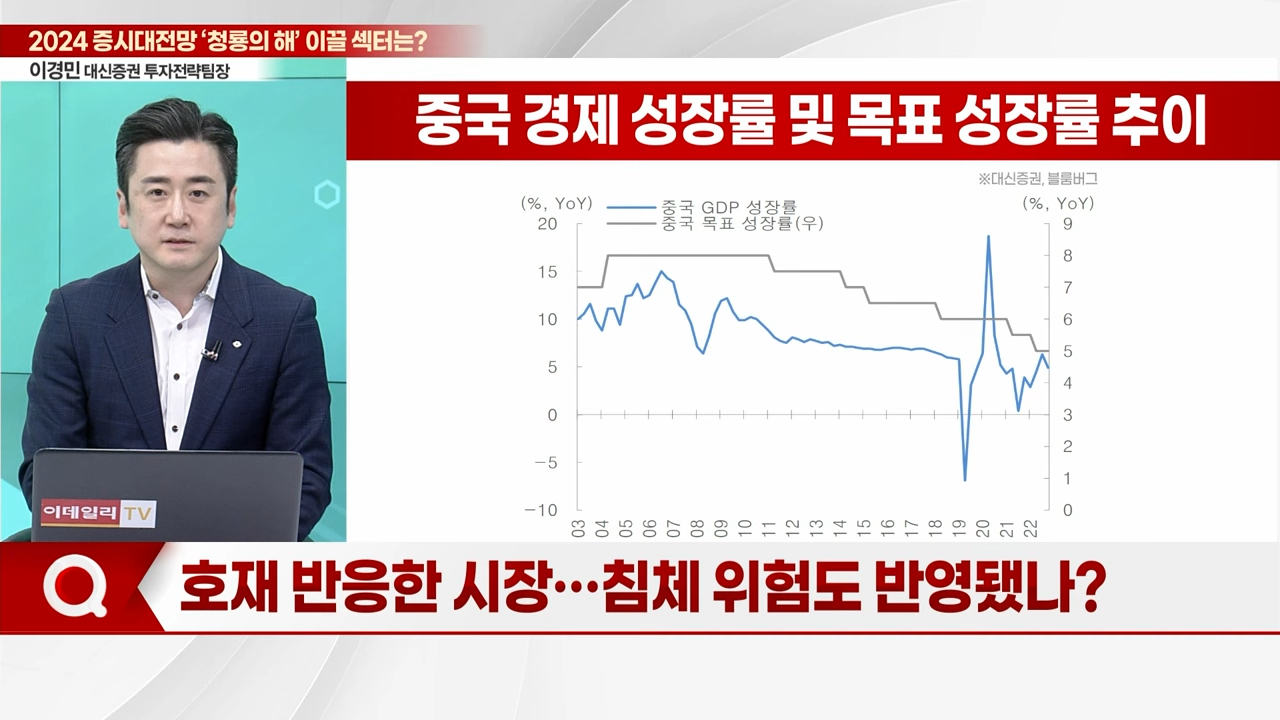 2024 증시대전망 ‘청룡의 해’ 이끌 섹터는?
이경민 대신증권 투자전략팀장
중국 경제 성장률 및 목표 성장률 추이
※대신증권, 블룸버그
(%, YoY)
중국 GDP 성장률
중국 목표 성장률(우)
(%, YoY)
20
15
10
5
0
-5
-10
9
8
7
6
5
4
3
2
1
0
03 04 05 06 07 08 09 10 11 12 13 14 15 16 17 18 19 20 21 22
이데일리 TV
Q
호재 반응한 시장…침체 위험도 반영됐나?